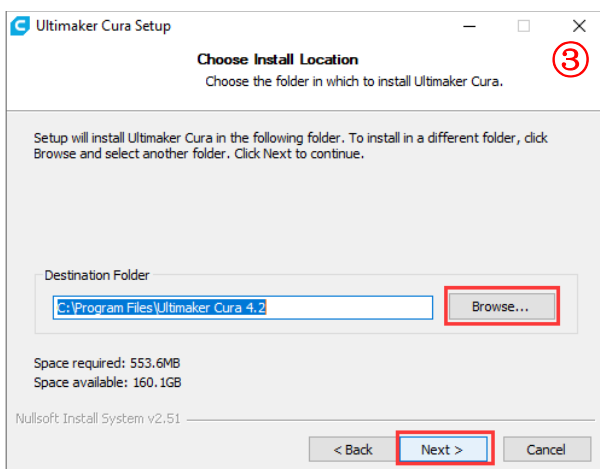 Ultimaker Cura Setup
Choose Install Location
Choose the folder in which to install Ultimaker Cura.
③
Setup will install Ultimaker Cura in the following folder. To install in a different folder, click
Browse and select another folder. Click Next to continue.
Destination Folder
C:\Program Files\Ultimaker Cura 4.2
Browse...
Space required: 553.6MB
Space available: 160.1GB
Nullsoft Install System v2.51
< Back
Next >
Cancel